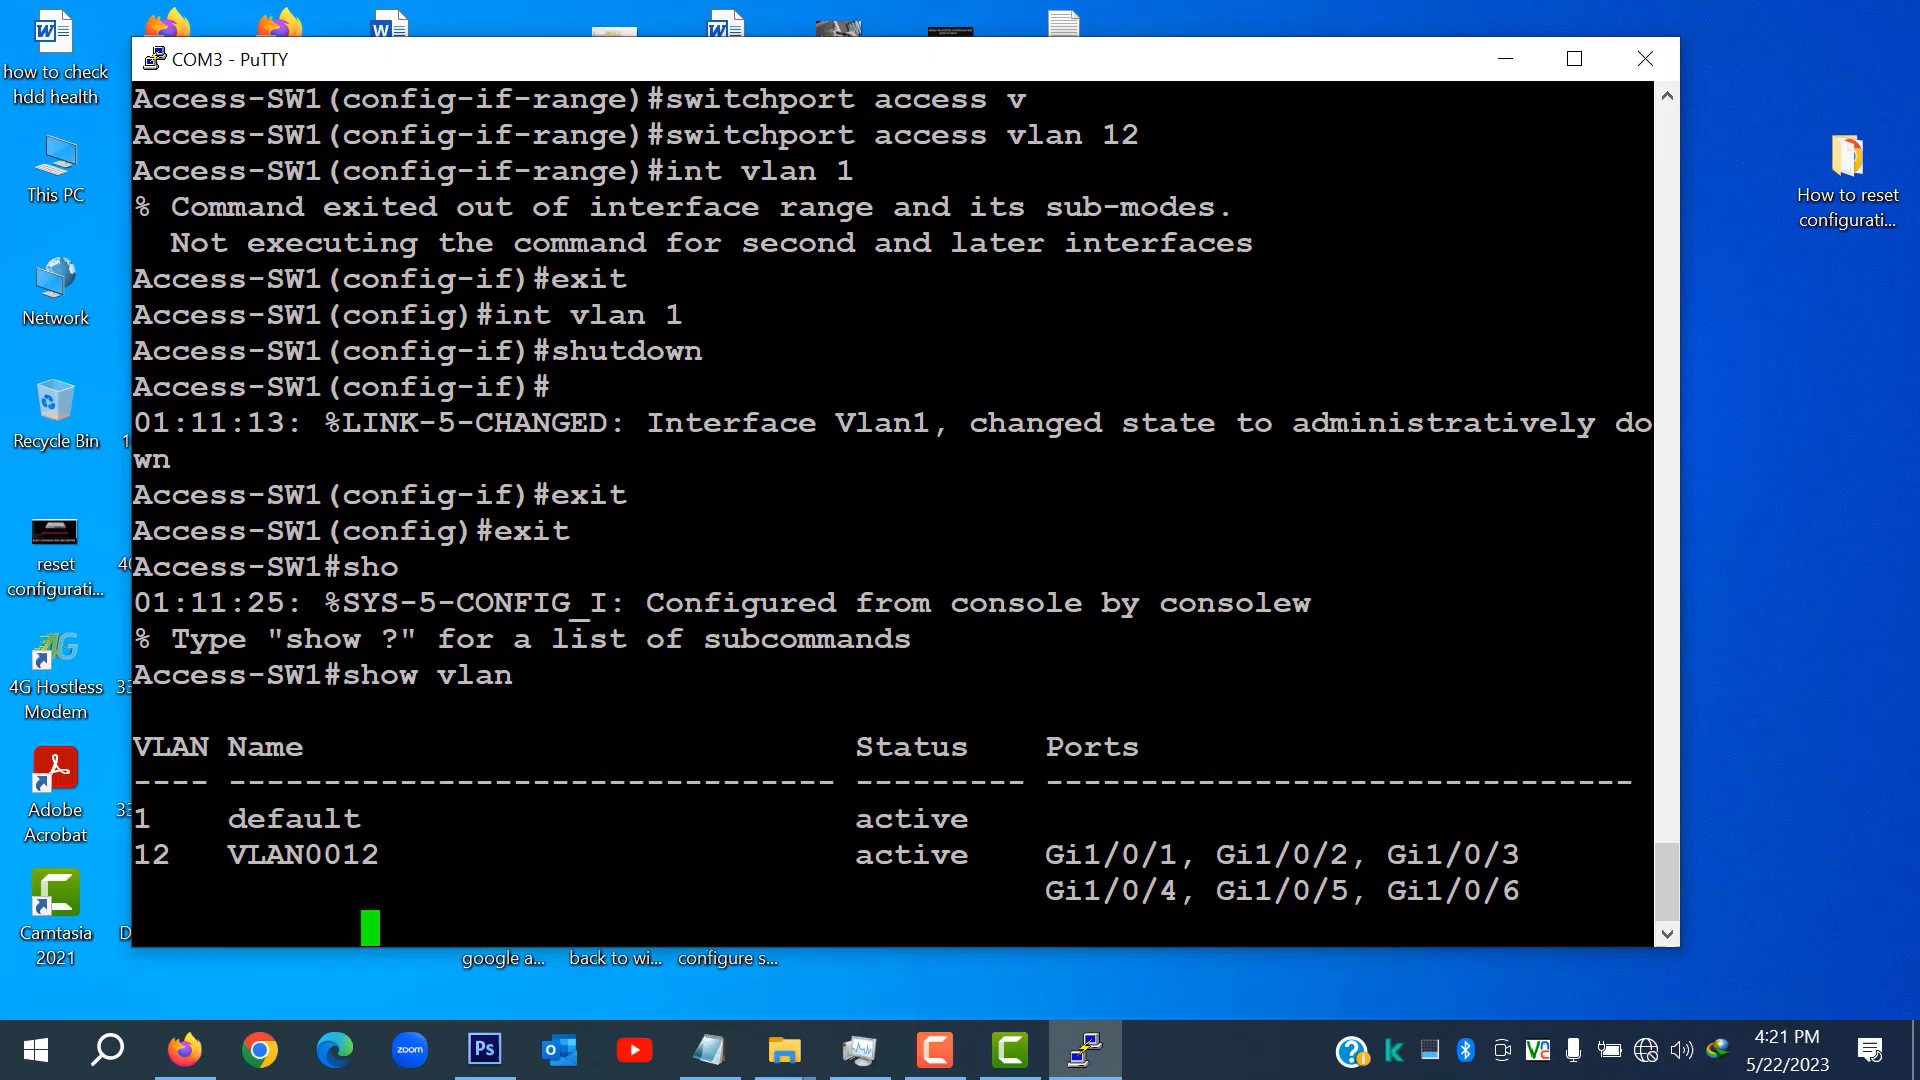 how to check
hdd health
This PC
Network
Recycle Bin
reset
configurati...
4G Hostless
Modem
Adobe
Acrobat
Camtasia
2021
COM3 - PuTTY
Access-SW1(config-if-range)#switchport access v
Access-SW1(config-if-range)#switchport access vlan 12
Access-SW1(config-if-range)#int vlan 1
% Command exited out of interface range and its sub-modes.
  Not executing the command for second and later interfaces
Access-SW1(config-if)#exit
Access-SW1(config)#int vlan 1
Access-SW1(config-if)#shutdown
Access-SW1(config-if)#
01:11:13: %LINK-5-CHANGED: Interface Vlan1, changed state to administratively do
wn
Access-SW1(config-if)#exit
Access-SW1(config)#exit
Access-SW1#sho
01:11:25: %SYS-5-CONFIG_I: Configured from console by consolew
% Type "show ?" for a list of subcommands
Access-SW1#show vlan
VLAN Name Status Ports
---- -------------------------------- --------- -------------------------------
1 default active
12 VLAN0012 active Gi1/0/1, Gi1/0/2, Gi1/0/3
Gi1/0/4, Gi1/0/5, Gi1/0/6
How to reset
configurati...
google a...
back to wi...
configure s...
zoom
Ps
4:21 PM
5/22/2023